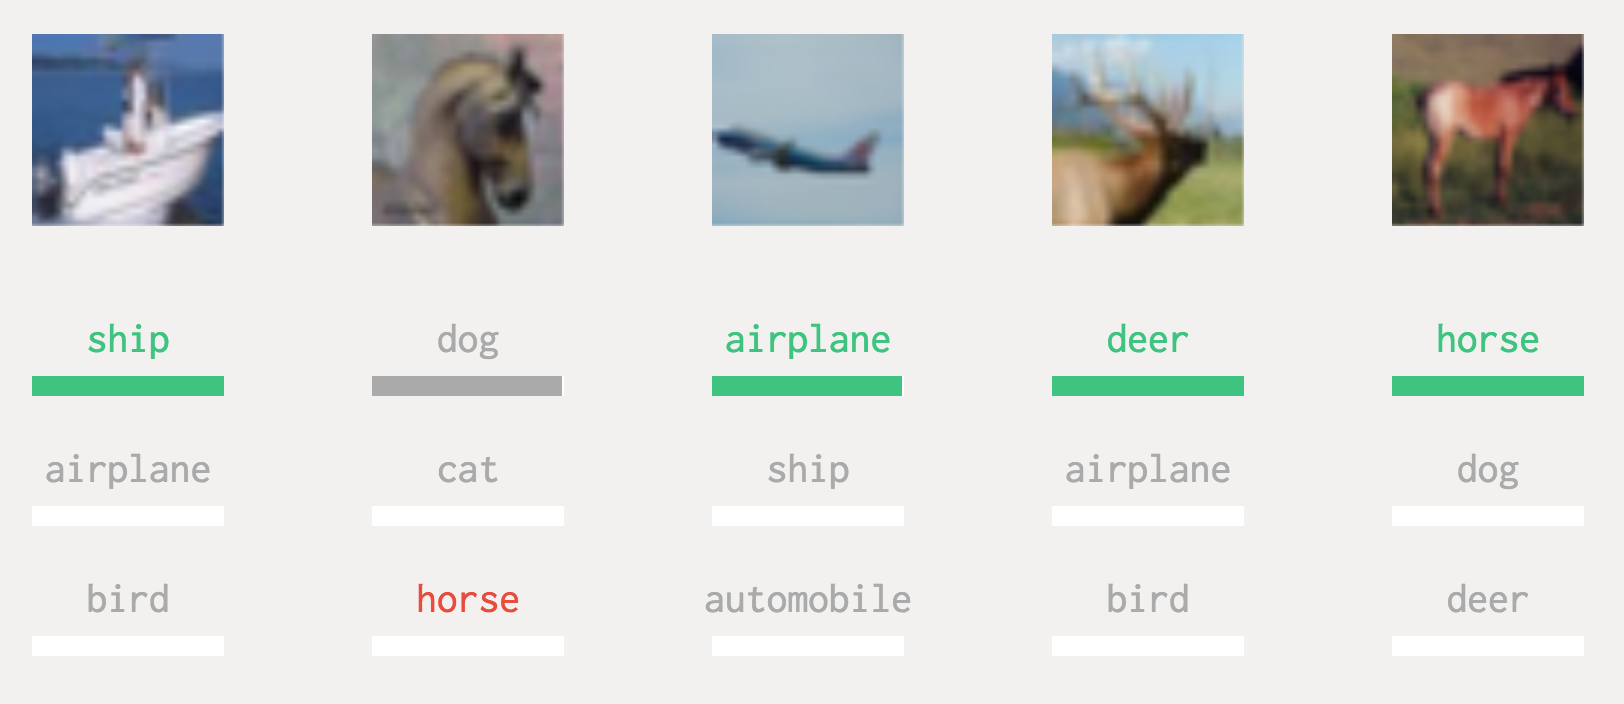 ship dog airplane deer horse
airplane cat ship airplane dog
bird horse automobile bird deer